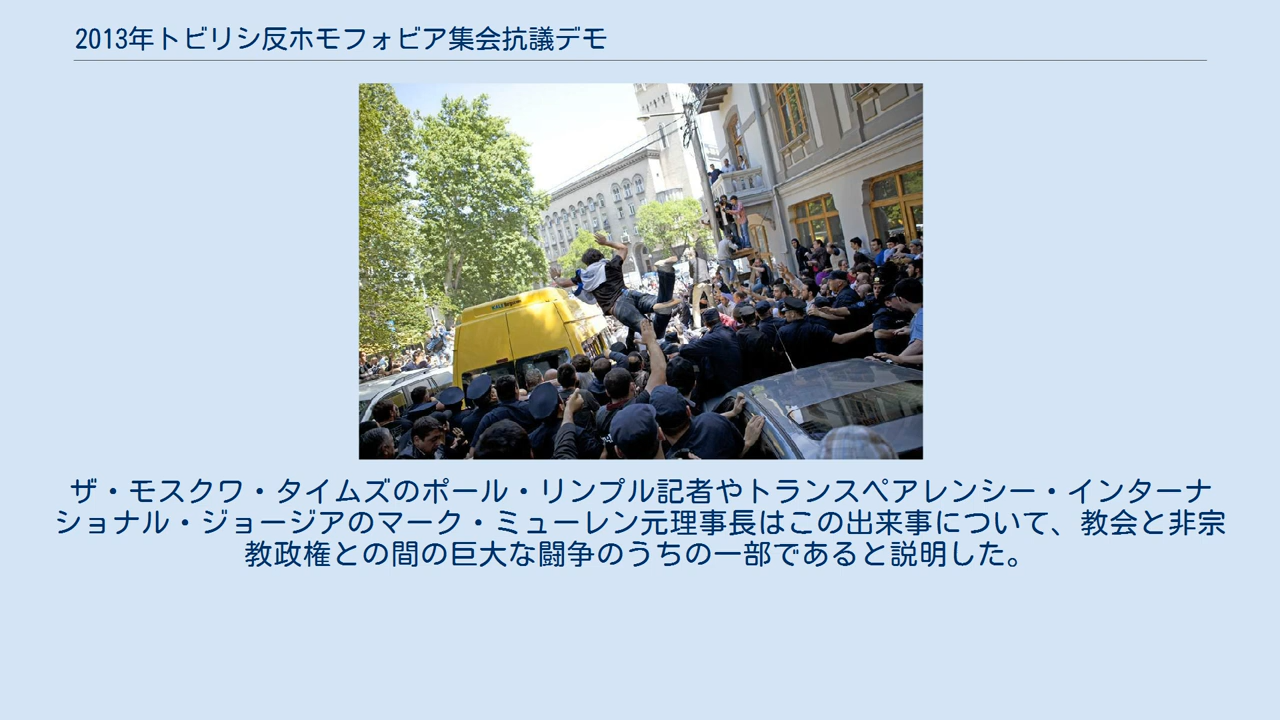 2013年トビリシ反ホモフォビア集会抗議デモ
ザ・モスクワ・タイムズのポール・リンプル記者やトランスペアレンシー・インターナ
ショナル・ジョージアのマーク・ミューレン元理事長はこの出来事について、教会と非宗
教政権との間の巨大な闘争のうちの一部であると説明した。